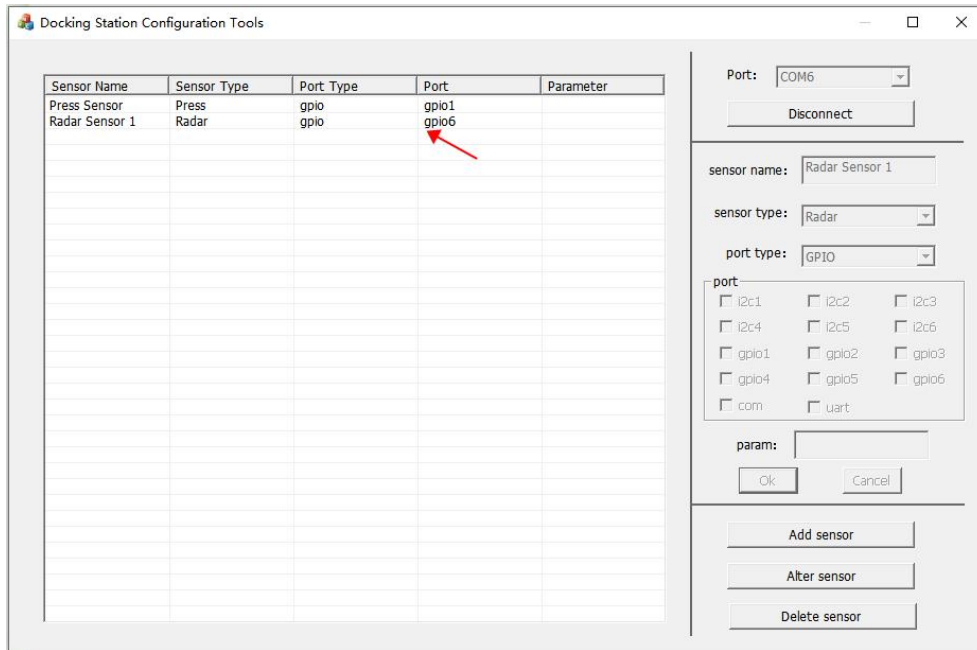 Docking Station Configuration Tools
Sensor Name Sensor Type Port Type Port Parameter
Press Sensor Press gpio gpio1
Radar Sensor 1 Radar gpio gpio6
Port: COM6
Disconnect
sensor name: Radar Sensor 1
sensor type: Radar
port type: GPIO
port
i2c1 i2c2 i2c3
i2c4 i2c5 i2c6
gpio1 gpio2 gpio3
gpio4 gpio5 gpio6
com uart
param:
Ok Cancel
Add sensor
Alter sensor
Delete sensor